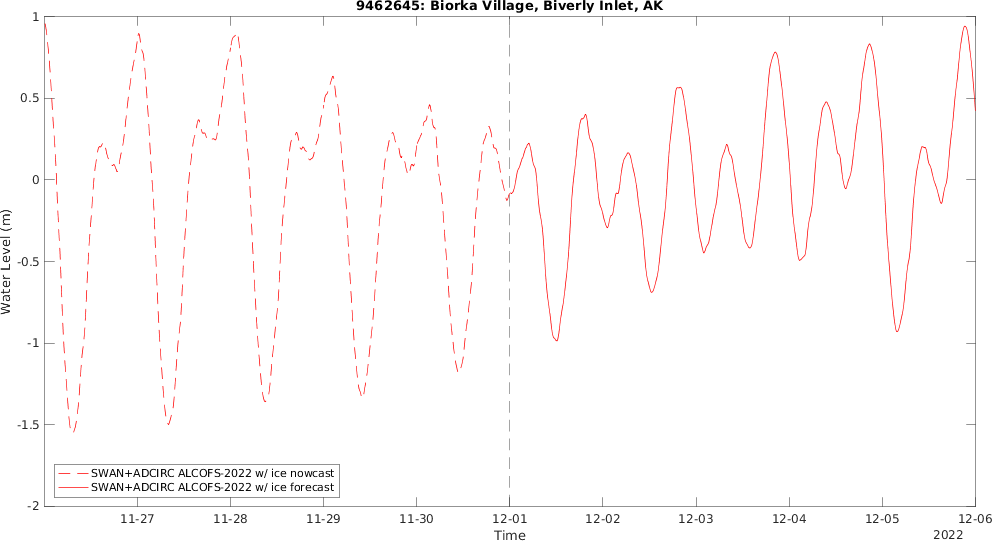 9462645: Biorka Village, Biverly Inlet, AK
1
0.5
0
-0.5
-1
-1.5
-2
Water Level (m)
SWAN+ADCIRC ALCOFS-2022 w/ ice nowcast
SWAN+ADCIRC ALCOFS-2022 w/ ice forecast
11-27 11-28 11-29 11-30 12-01 12-02 12-03 12-04 12-05 12-06
Time
2022